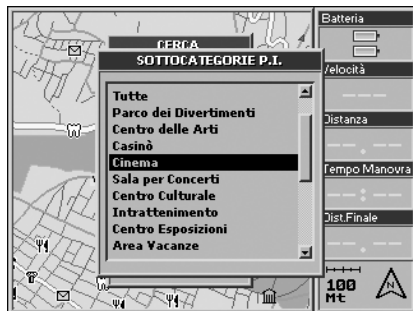 Batteria
CERCA
SOTTOCATEGORIE P.I.
Velocità
Tutte
Parco dei Divertimenti
Centro delle Arti
Distanza
Casinò
Cinema
Tempo Manovra
Sala per Concerti
Centro Culturale
Intrattenimento
Dist.Finale
Centro Esposizioni
Area Vacanze
100
Mt
N